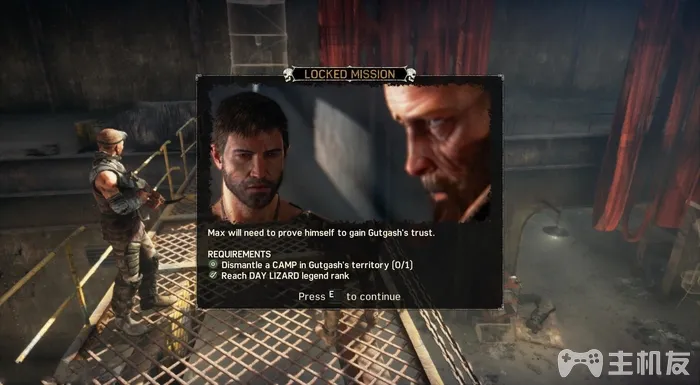 LOCKED MISSION
Max will need to prove himself to gain Gutgash's trust.
REQUIREMENTS
Dismantle a CAMP in Gutgash's territory (0/1)
Reach DAY LIZARD legend rank
Press E to continue
主机友